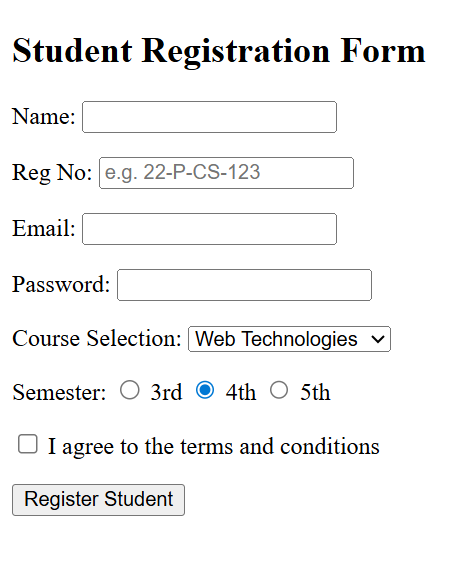 Student Registration Form
Name:
Reg No: e.g. 22-P-CS-123
Email:
Password:
Course Selection: Web Technologies
Semester: 3rd 4th 5th
I agree to the terms and conditions
Register Student